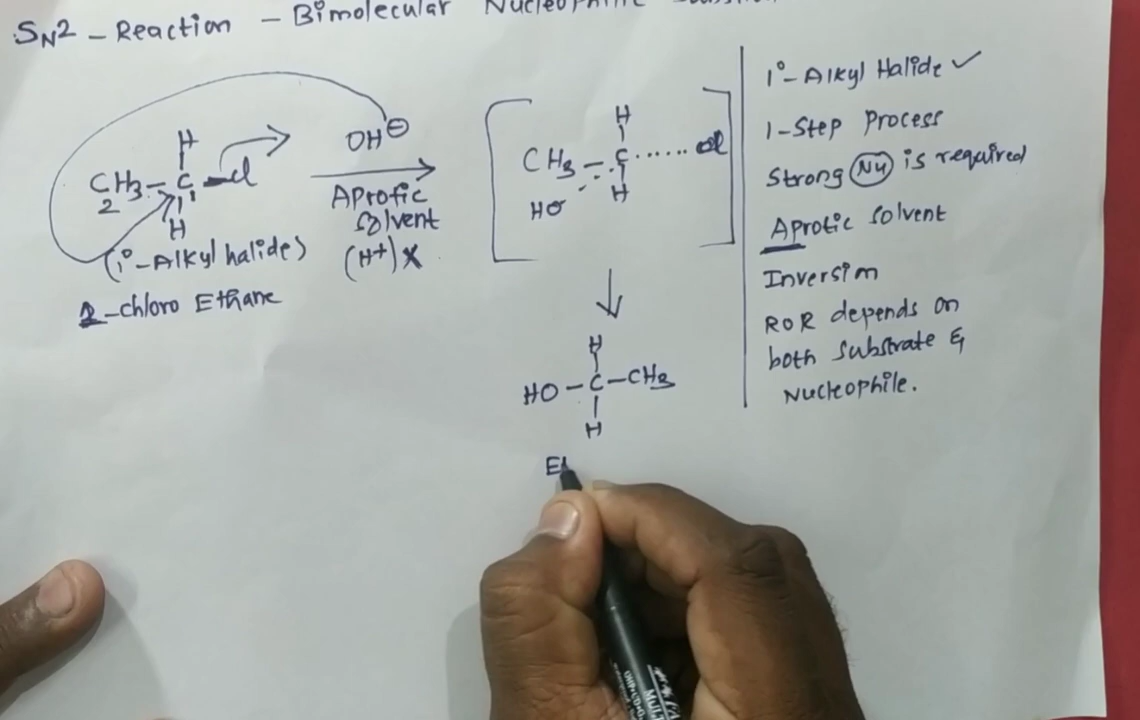 SN2 - Reaction - Bimolecular
H
CH3 - C - Cl
2 1
H
(1° - Alkyl halide)
2-chloro Ethane
OH⊖
Aprotic
solvent
(H+) X
H
CH3 - C ...... Cl
HO H
H
HO - C - CH3
H
1° - Alkyl Halide ✓
1-Step Process
Strong Nu is required
Aprotic Solvent
Inversion
ROR depends on
both substrate &
Nucleophile.